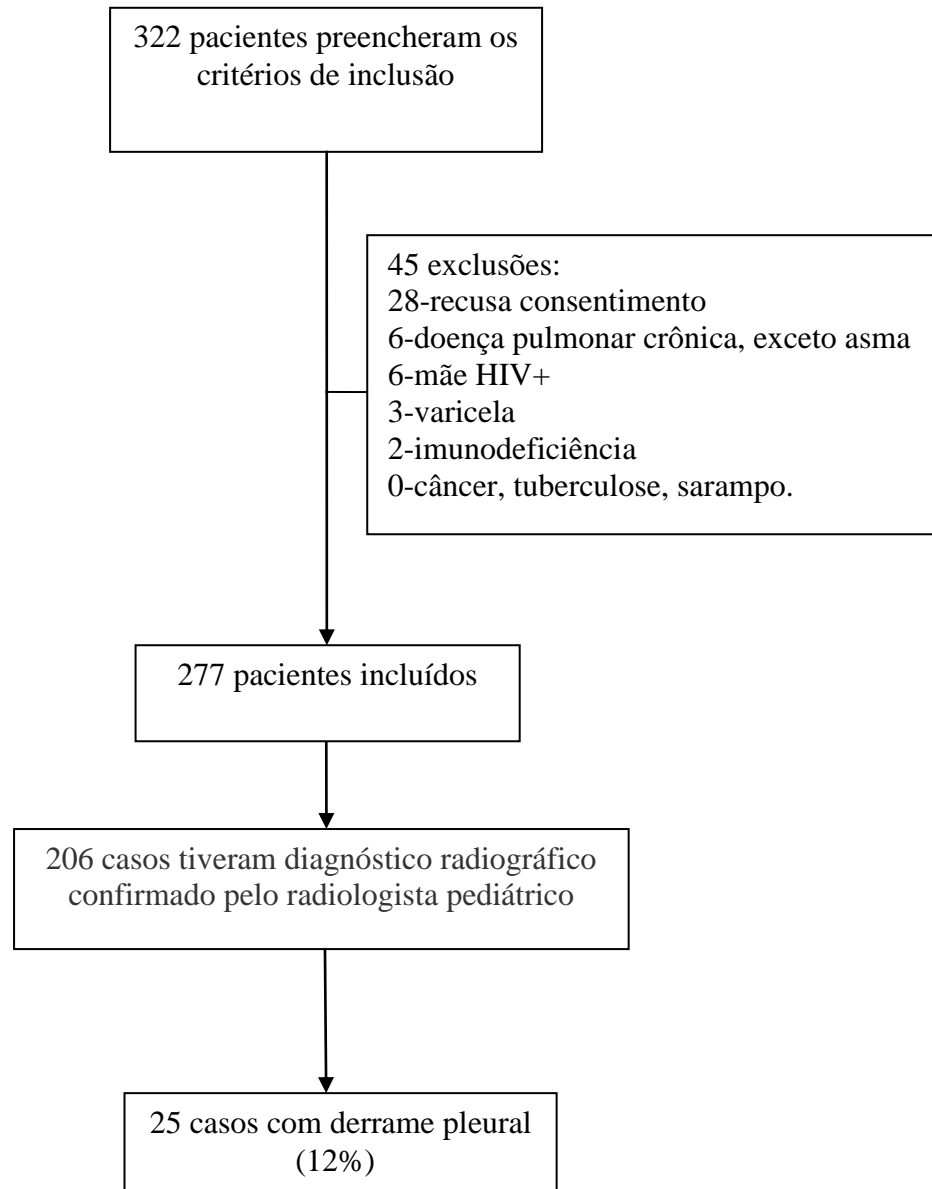 322 pacientes preencheram os
critérios de inclusão
45 exclusões:
28-recusa consentimento
6-doença pulmonar crônica, exceto asma
6-mãe HIV+
3-varicela
2-imunodeficiência
0-câncer, tuberculose, sarampo.
277 pacientes incluídos
206 casos tiveram diagnóstico radiográfico
confirmado pelo radiologista pediátrico
25 casos com derrame pleural
(12%)